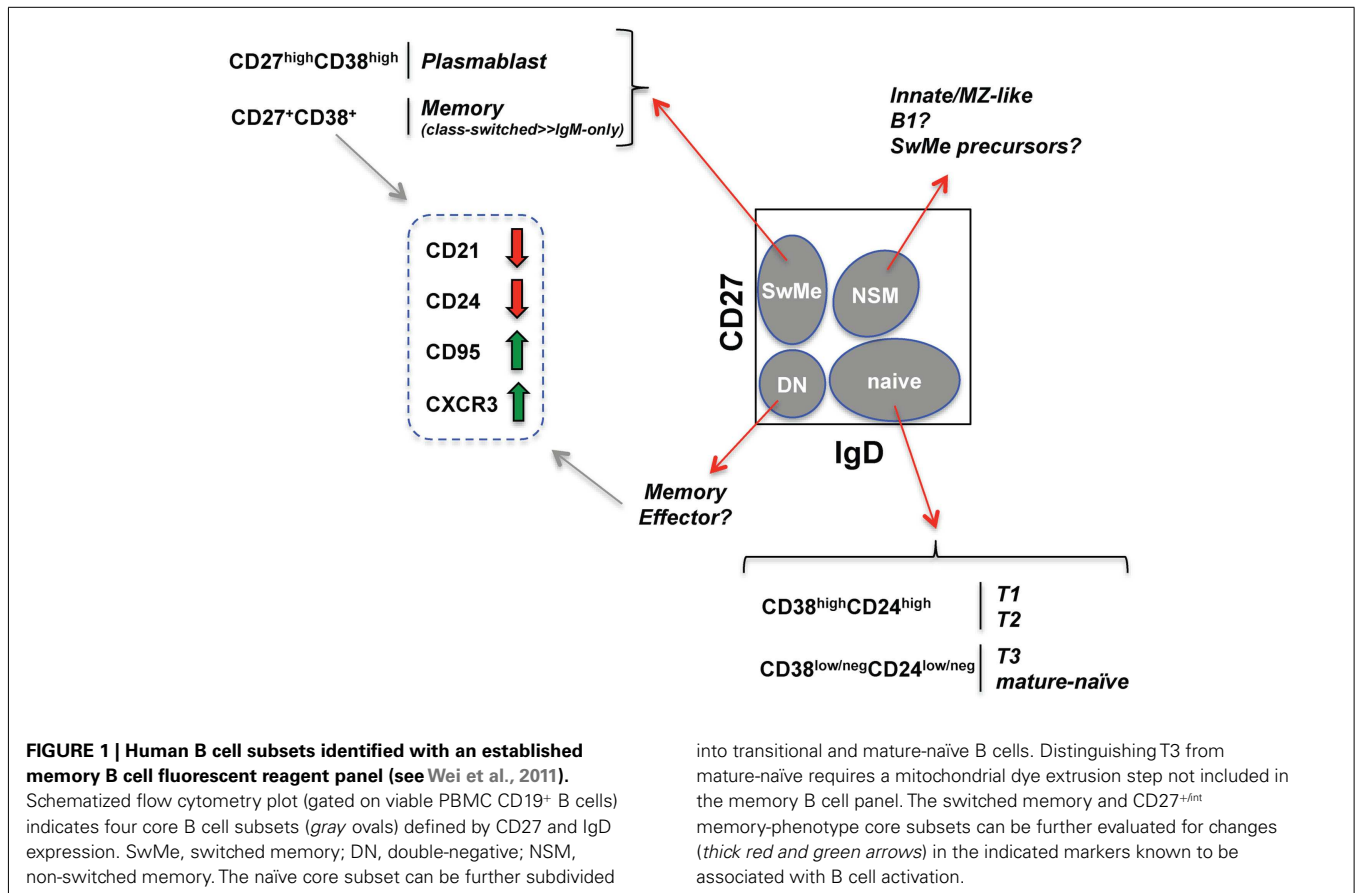 CD27highCD38high
Plasmablast
CD27+CD38+
Memory
(class-switched>>IgM-only)
Innate/MZ-like
B1?
SwMe precursors?
CD21
CD24
CD95
CXCR3
CD27
SwMe
NSM
DN
naive
IgD
Memory
Effector?
CD38highCD24high
T1
T2
CD38low/negCD24low/neg
T3
mature-naïve
FIGURE 1 | Human B cell subsets identified with an established
memory B cell fluorescent reagent panel (see Wei et al., 2011).
Schematized flow cytometry plot (gated on viable PBMC CD19+ B cells)
indicates four core B cell subsets (gray ovals) defined by CD27 and IgD
expression. SwMe, switched memory; DN, double-negative; NSM,
non-switched memory. The naïve core subset can be further subdivided
into transitional and mature-naïve B cells. Distinguishing T3 from
mature-naïve requires a mitochondrial dye extrusion step not included in
the memory B cell panel. The switched memory and CD27+/int
memory-phenotype core subsets can be further evaluated for changes
(thick red and green arrows) in the indicated markers known to be
associated with B cell activation.